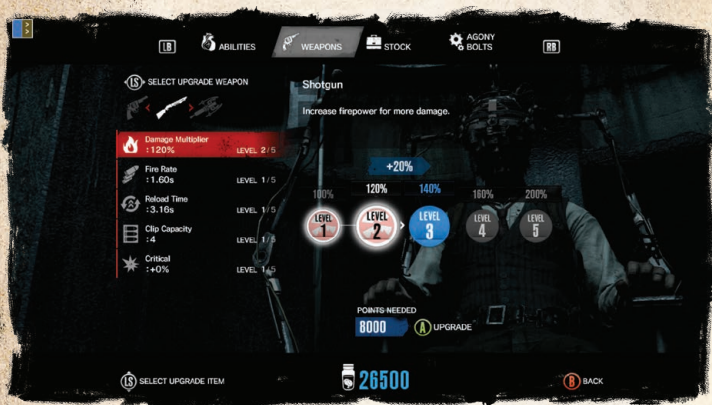 LB
ABILITIES
WEAPONS
STOCK
AGONY
BOLTS
RB
LS SELECT UPGRADE WEAPON
Shotgun
Increase firepower for more damage.
Damage Multiplier
:120% LEVEL 2/5
Fire Rate
:1.60s LEVEL 1/5
Reload Time
:3.16s LEVEL 1/5
Clip Capacity
:4 LEVEL 1/5
Critical
:+0% LEVEL 1/5
+20%
100% 120% 140% 160% 200%
LEVEL LEVEL LEVEL LEVEL LEVEL
1 2 3 4 5
POINTS NEEDED
8000 A UPGRADE
LS SELECT UPGRADE ITEM
26500
B BACK